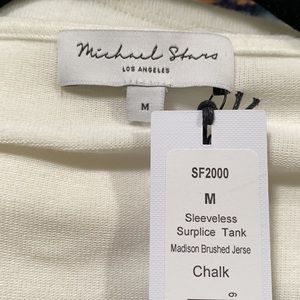 Michael Stars
LOS ANGELES
M
SF2000
M
Sleeveless
Surplice Tank
Madison Brushed Jerse
Chalk